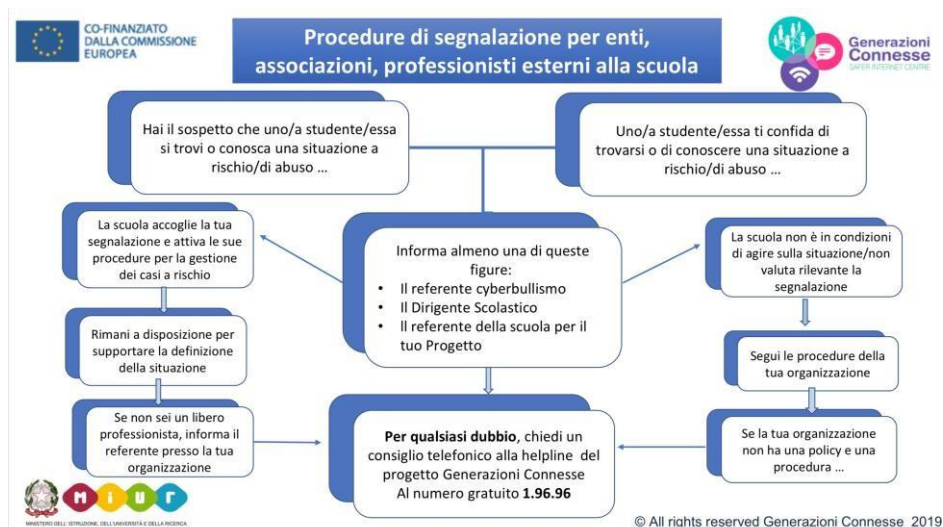 CO-FINANZIATO
DALLA COMMISSIONE
EUROPEA
Procedure di segnalazione per enti,
associazioni, professionisti esterni alla scuola
Generazioni
Connesse
SAFER INTERNET CENTRE
Hai il sospetto che uno/a studente/essa
si trovi o conosca una situazione a
rischio/di abuso …
Uno/a studente/essa ti confida di
trovarsi o di conoscere una situazione a
rischio/di abuso …
La scuola accoglie la tua
segnalazione e attiva le sue
procedure per la gestione
dei casi a rischio
Informa almeno una di queste
figure:
• Il referente cyberbullismo
• Il Dirigente Scolastico
• Il referente della scuola per il
tuo Progetto
La scuola non è in condizioni
di agire sulla situazione/non
valuta rilevante la
segnalazione
Rimani a disposizione per
supportare la definizione
della situazione
Segui le procedure della
tua organizzazione
Se non sei un libero
professionista, informa il
referente presso la tua
organizzazione
Per qualsiasi dubbio, chiedi un
consiglio telefonico alla helpline del
progetto Generazioni Connesse
Al numero gratuito 1.96.96
Se la tua organizzazione
non ha una policy e una
procedura …
miur
MINISTERO DELL'ISTRUZIONE, DELL'UNIVERSITÀ E DELLA RICERCA
© All rights reserved Generazioni Connesse 2019